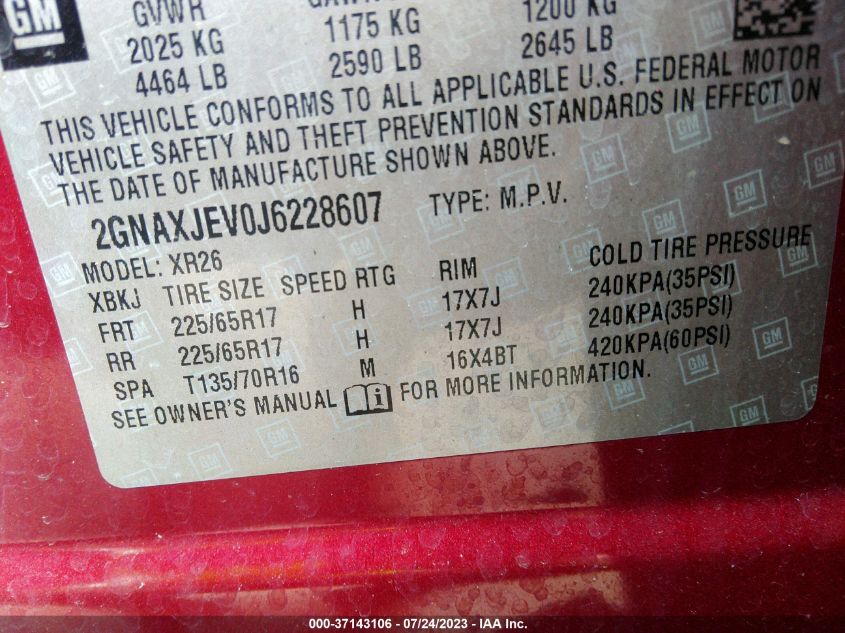 GM
GVWR
2025 KG 1175 KG 1200 KG
4464 LB 2590 LB 2645 LB
THIS VEHICLE CONFORMS TO ALL APPLICABLE U.S. FEDERAL MOTOR
VEHICLE SAFETY AND THEFT PREVENTION STANDARDS IN EFFECT ON
THE DATE OF MANUFACTURE SHOWN ABOVE.
2GNAXJEV0J6228607 TYPE: M.P.V.
MODEL: XR26
XBKJ TIRE SIZE SPEED RTG RIM COLD TIRE PRESSURE
FRT 225/65R17 H 17X7J 240KPA(35PSI)
RR 225/65R17 H 17X7J 240KPA(35PSI)
SPA T135/70R16 M 16X4BT 420KPA(60PSI)
SEE OWNER'S MANUAL FOR MORE INFORMATION.
000-37143106 - 07/24/2023 - IAA Inc.